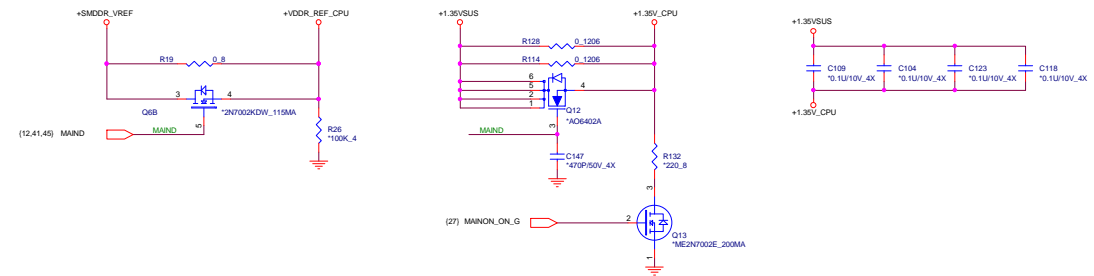 +SMDDR_VREF
+VDDR_REF_CPU
R19
0_8
3
4
Q6B
*2N7002KDW_115MA
5
(12,41,45)
MAIND
MAIND
R26
*100K_4
+1.35VSUS
+1.35V_CPU
R128
0_1206
R114
0_1206
6
5
2
1
4
Q12
*AO6402A
3
MAIND
C147
*470P/50V_4X
R132
*220_8
3
(27)
MAINON_ON_G
2
Q13
*ME2N7002E_200MA
1
+1.35VSUS
C109
*0.1U/10V_4X
C104
*0.1U/10V_4X
C123
*0.1U/10V_4X
C118
*0.1U/10V_4X
+1.35V_CPU